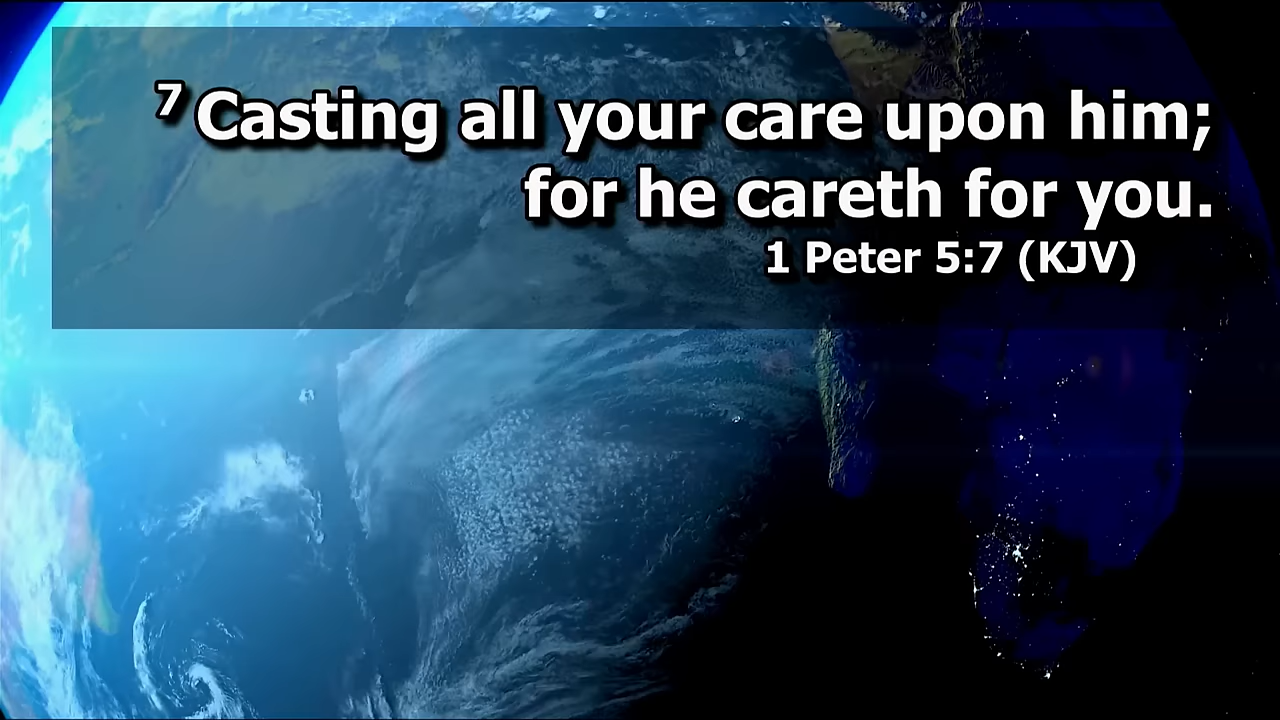 7 Casting all your care upon him;
for he careth for you.
1 Peter 5:7 (KJV)